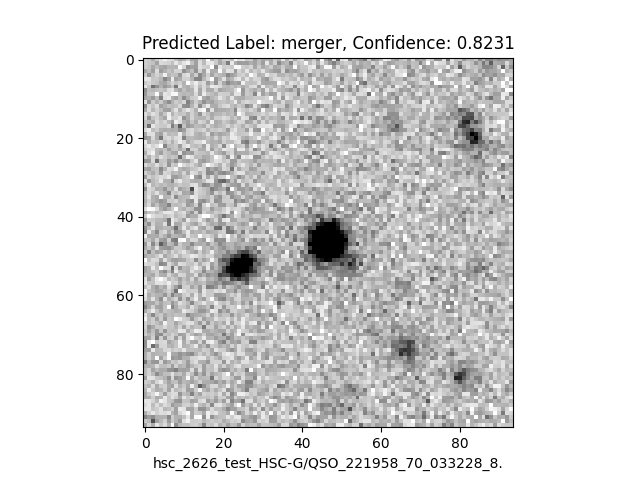 Predicted Label: merger, Confidence: 0.8231
0
20
40
60
80
0 20 40 60 80
hsc_2626_test_HSC-G/QSO_221958_70_033228_8.